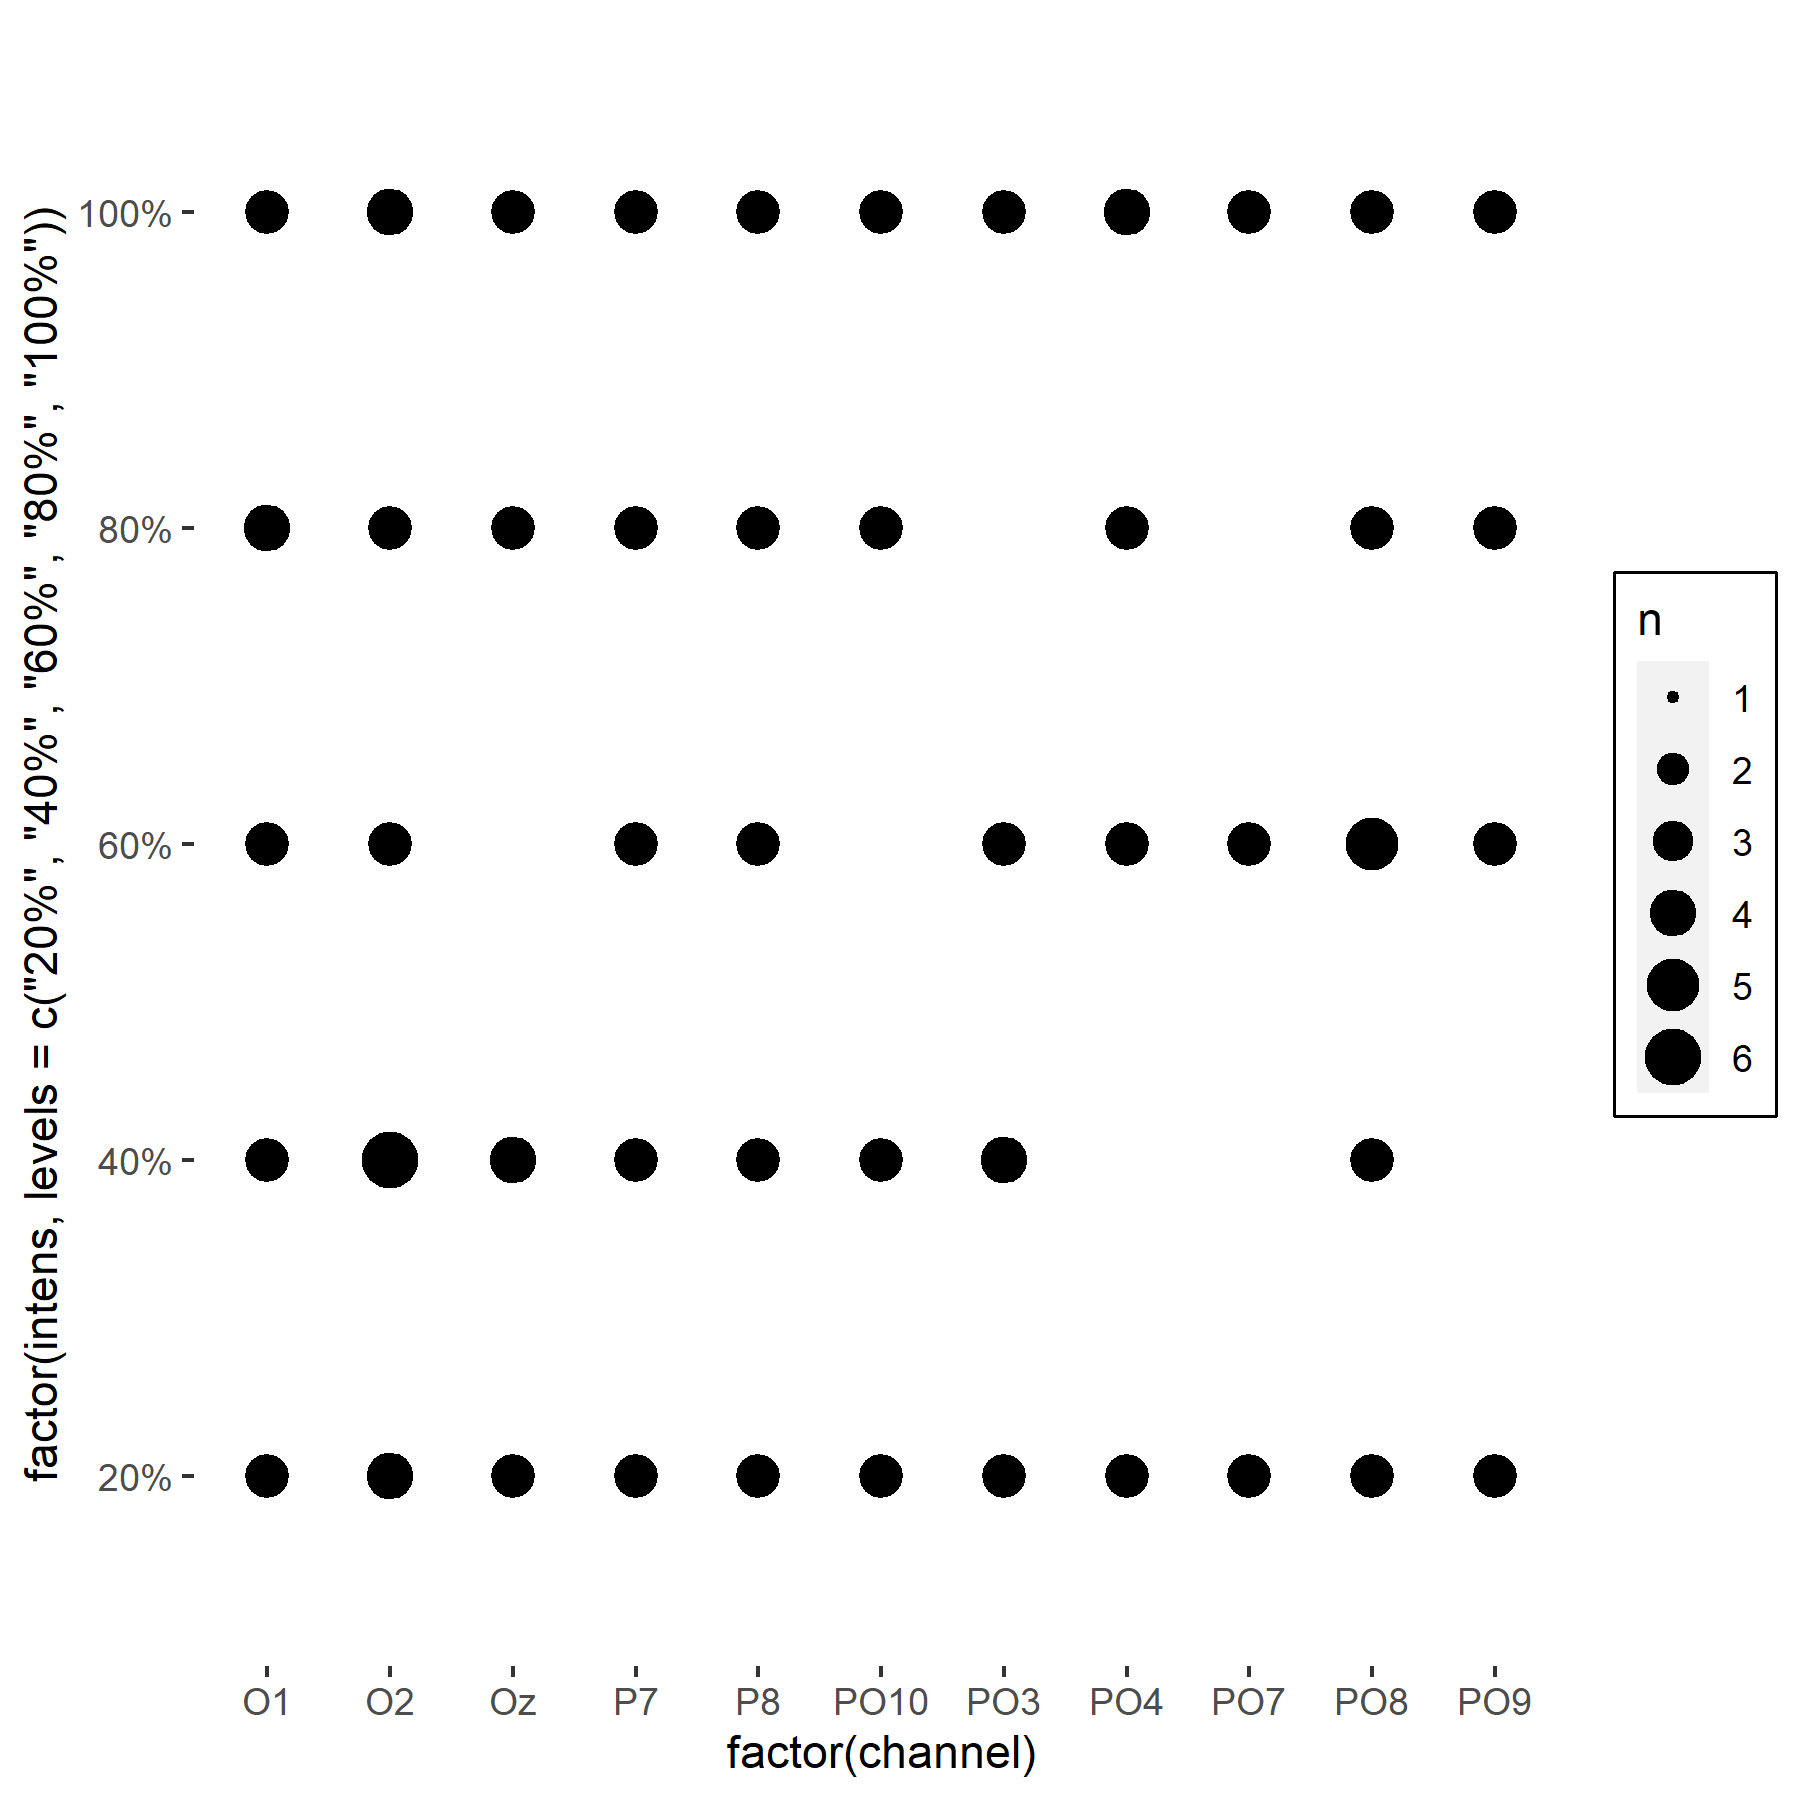 factor(intens, levels = c("20%", "40%", "60%", "80%", "100%"))
100%
80%
60%
40%
20%
O1 O2 Oz P7 P8 PO10 PO3 PO4 PO7 PO8 PO9
factor(channel)
n
1
2
3
4
5
6